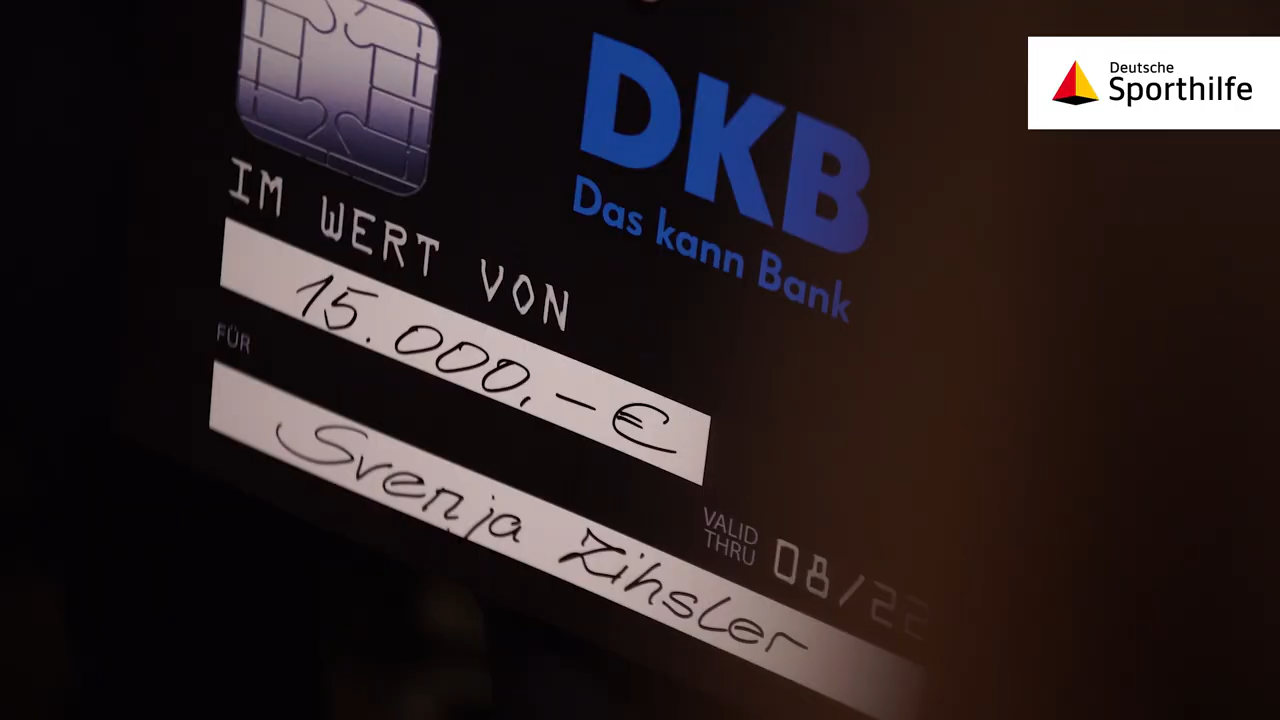 Deutsche
Sporthilfe
DKB
Das kann Bank
IM WERT VON
15.000,-€
FÜR
Svenja Zihsler
VALID
THRU
08/22